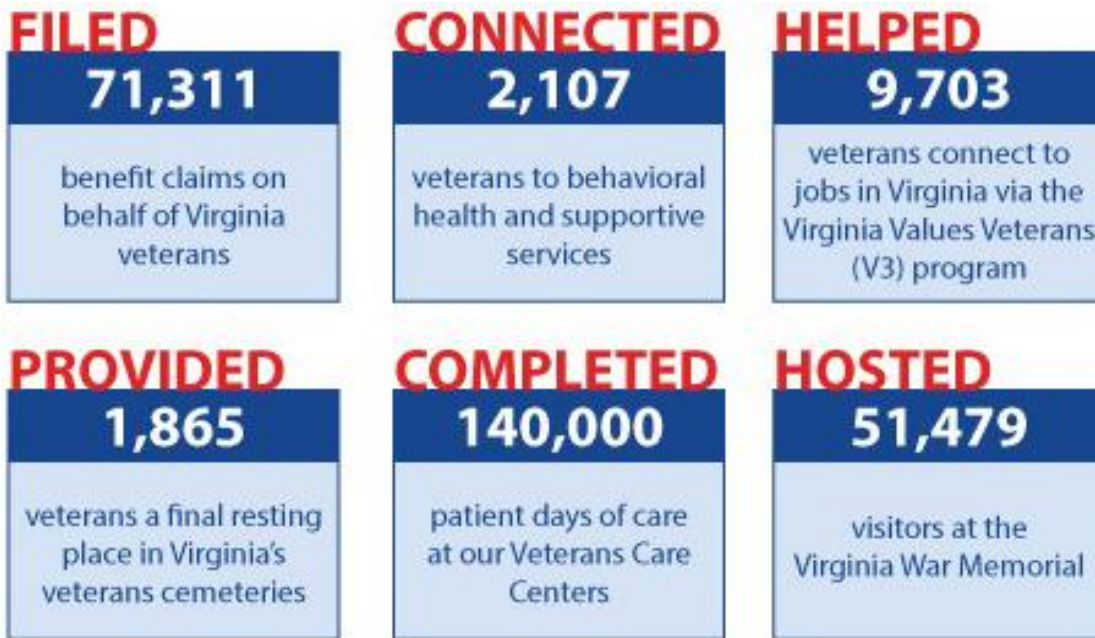 FILED
71,311
benefit claims on
behalf of Virginia
veterans
CONNECTED
2,107
veterans to behavioral
health and supportive
services
HELPED
9,703
veterans connect to
jobs in Virginia via the
Virginia Values Veterans
(V3) program
PROVIDED
1,865
veterans a final resting
place in Virginia's
veterans cemeteries
COMPLETED
140,000
patient days of care
at our Veterans Care
Centers
HOSTED
51,479
visitors at the
Virginia War Memorial